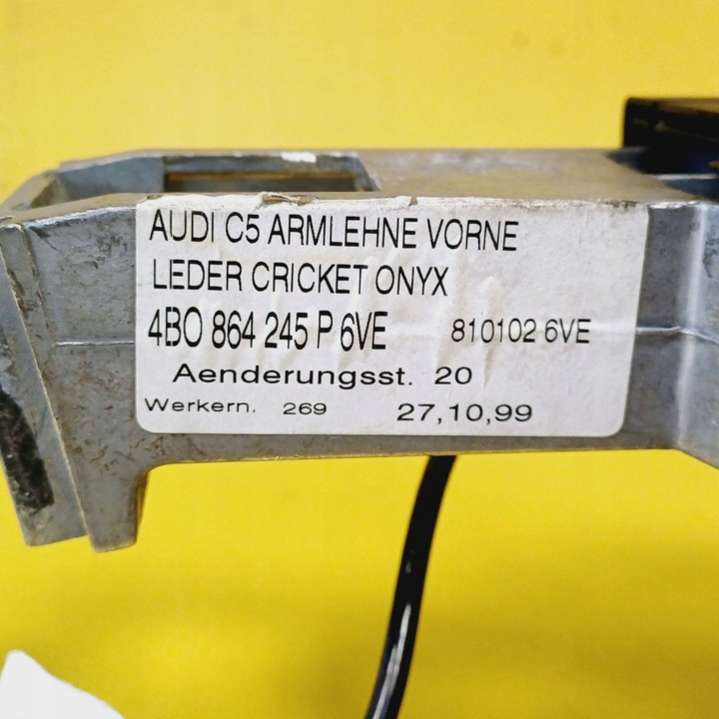 AUDI C5 ARMLEHNE VORNE
LEDER CRICKET ONYX
4BO 864 245 P 6VE 810102 6VE
Aenderungsst. 20
Werkern. 269 27,10,99